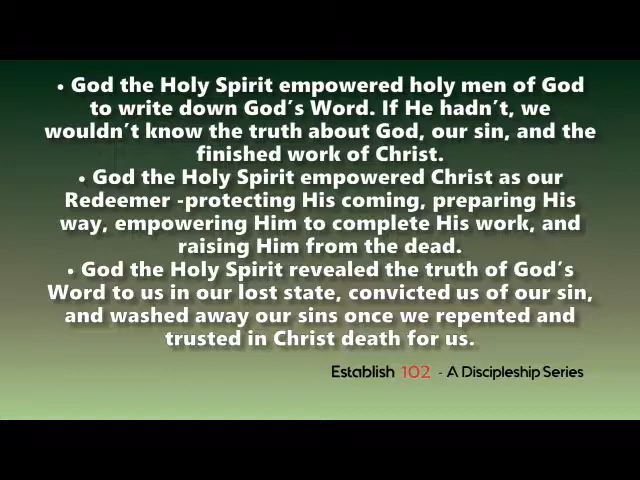 • God the Holy Spirit empowered holy men of God
to write down God's Word. If He hadn't, we
wouldn't know the truth about God, our sin, and the
finished work of Christ.
• God the Holy Spirit empowered Christ as our
Redeemer -protecting His coming, preparing His
way, empowering Him to complete His work, and
raising Him from the dead.
• God the Holy Spirit revealed the truth of God's
Word to us in our lost state, convicted us of our sin,
and washed away our sins once we repented and
trusted in Christ death for us.
Establish 102 - A Discipleship Series